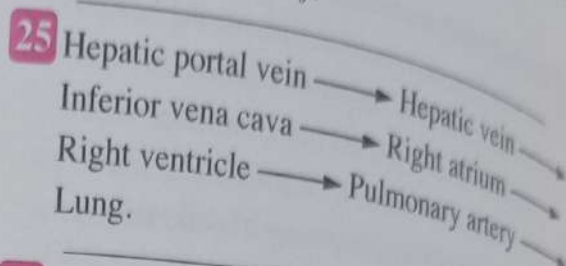 25 Hepatic portal vein → Hepatic vein →
Inferior vena cava → Right atrium →
Right ventricle → Pulmonary artery →
Lung.